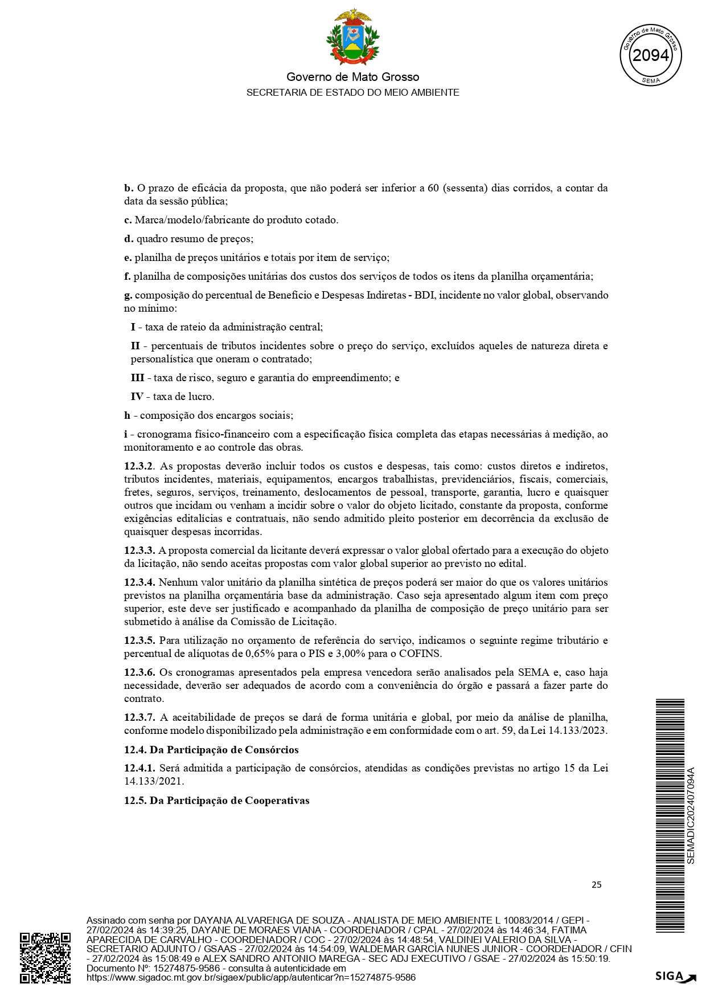 Governo de Mato Grosso
SECRETARIA DE ESTADO DO MEIO AMBIENTE
Governo de Mato Grosso
2094
SEMA
b. O prazo de eficácia da proposta, que não poderá ser inferior a 60 (sessenta) dias corridos, a contar da
data da sessão pública;
c. Marca/modelo/fabricante do produto cotado.
d. quadro resumo de preços;
e. planilha de preços unitários e totais por item de serviço;
f. planilha de composições unitárias dos custos dos serviços de todos os itens da planilha orçamentária;
g. composição do percentual de Benefício e Despesas Indiretas - BDI, incidente no valor global, observando
no mínimo:
I - taxa de rateio da administração central;
II - percentuais de tributos incidentes sobre o preço do serviço, excluídos aqueles de natureza direta e
personalística que oneram o contratado;
III - taxa de risco, seguro e garantia do empreendimento; e
IV - taxa de lucro.
h - composição dos encargos sociais;
i - cronograma físico-financeiro com a especificação física completa das etapas necessárias à medição, ao
monitoramento e ao controle das obras.
12.3.2. As propostas deverão incluir todos os custos e despesas, tais como: custos diretos e indiretos,
tributos incidentes, materiais, equipamentos, encargos trabalhistas, previdenciários, fiscais, comerciais,
fretes, seguros, serviços, treinamento, deslocamentos de pessoal, transporte, garantia, lucro e quaisquer
outros que incidam ou venham a incidir sobre o valor do objeto licitado, constante da proposta, conforme
exigências editalícias e contratuais, não sendo admitido pleito posterior em decorrência da exclusão de
quaisquer despesas incorridas.
12.3.3. A proposta comercial da licitante deverá expressar o valor global ofertado para a execução do objeto
da licitação, não sendo aceitas propostas com valor global superior ao previsto no edital.
12.3.4. Nenhum valor unitário da planilha sintética de preços poderá ser maior do que os valores unitários
previstos na planilha orçamentária base da administração. Caso seja apresentado algum item com preço
superior, este deve ser justificado e acompanhado da planilha de composição de preço unitário para ser
submetido à análise da Comissão de Licitação.
12.3.5. Para utilização no orçamento de referência do serviço, indicamos o seguinte regime tributário e
percentual de alíquotas de 0,65% para o PIS e 3,00% para o COFINS.
12.3.6. Os cronogramas apresentados pela empresa vencedora serão analisados pela SEMA e, caso haja
necessidade, deverão ser adequados de acordo com a conveniência do órgão e passará a fazer parte do
contrato.
12.3.7. A aceitabilidade de preços se dará de forma unitária e global, por meio da análise de planilha,
conforme modelo disponibilizado pela administração e em conformidade com o art. 59, da Lei 14.133/2023.
12.4. Da Participação de Consórcios
12.4.1. Será admitida a participação de consórcios, atendidas as condições previstas no artigo 15 da Lei
14.133/2021.
12.5. Da Participação de Cooperativas
25
SEMADIC202407094A
Assinado com senha por DAYANA ALVARENGA DE SOUZA - ANALISTA DE MEIO AMBIENTE L 10083/2014 / GEPI -
27/02/2024 às 14:39:25, DAYANE DE MORAES VIANA - COORDENADOR / CPAL - 27/02/2024 às 14:46:34, FATIMA
APARECIDA DE CARVALHO - COORDENADOR / COC - 27/02/2024 às 14:48:54, VALDINEI VALERIO DA SILVA -
SECRETARIO ADJUNTO / GSAAS - 27/02/2024 às 14:54:09, WALDEMAR GARCIA NUNES JUNIOR - COORDENADOR / CFIN
- 27/02/2024 às 15:08:49 e ALEX SANDRO ANTONIO MAREGA - SEC ADJ EXECUTIVO / GSAE - 27/02/2024 às 15:50:19.
Documento Nº: 15274875-9586 - consulta à autenticidade em
https://www.sigadoc.mt.gov.br/sigaex/public/app/autenticar?n=15274875-9586
SIGA